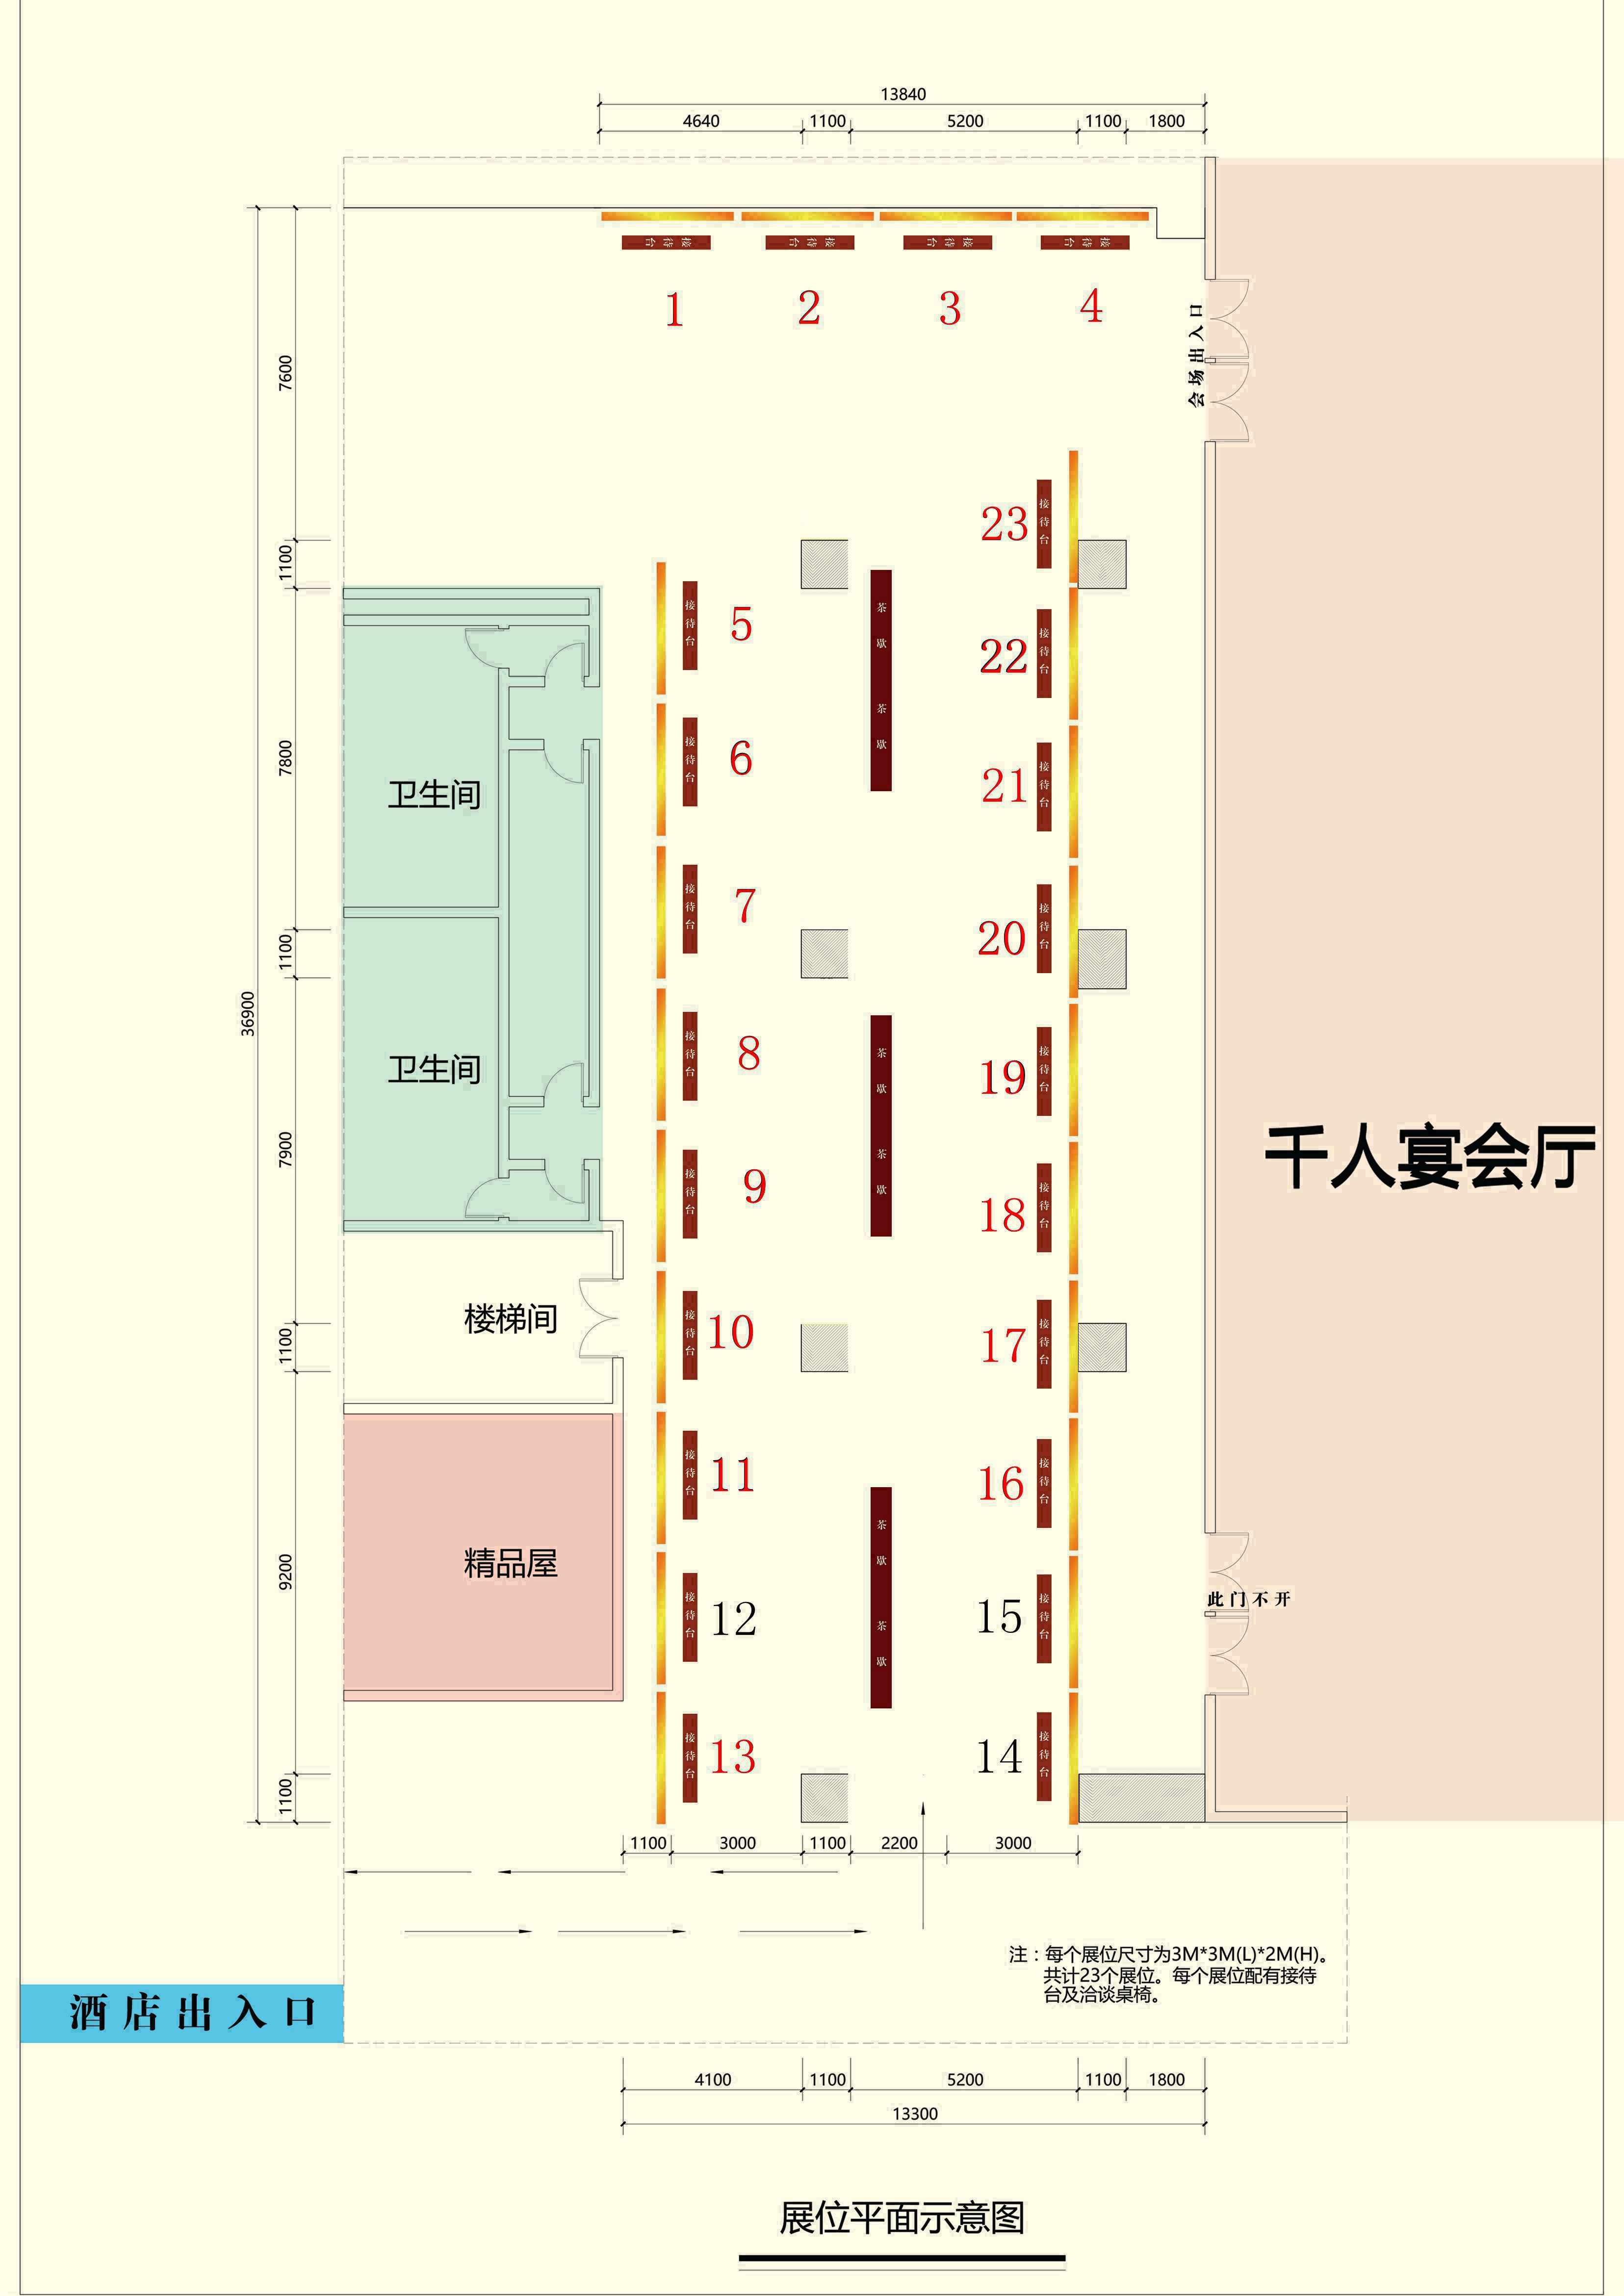 13840
4640 1100 5200 1100 1800
接待台 接待台 接待台 接待台
1 2 3 4
会场出入口
7600
1100
7800
1100
36900
7900
1100
9200
1100
23 接待台
接待台 5
茶歇 茶歇
22 接待台
接待台 6
21 接待台
卫生间
接待台 7
20 接待台
卫生间
接待台 8
茶歇 茶歇
19 接待台
接待台 9
18 接待台
千人宴会厅
楼梯间
接待台 10
17 接待台
接待台 11
16 接待台
精品屋
茶歇 茶歇
接待台 12
15 接待台
此门不开
接待台 13
14 接待台
1100 3000 1100 2200 3000
注：每个展位尺寸为3M*3M(L)*2M(H)。
共计23个展位。每个展位配有接待
台及洽谈桌椅。
酒店出入口
4100 1100 5200 1100 1800
13300
展位平面示意图